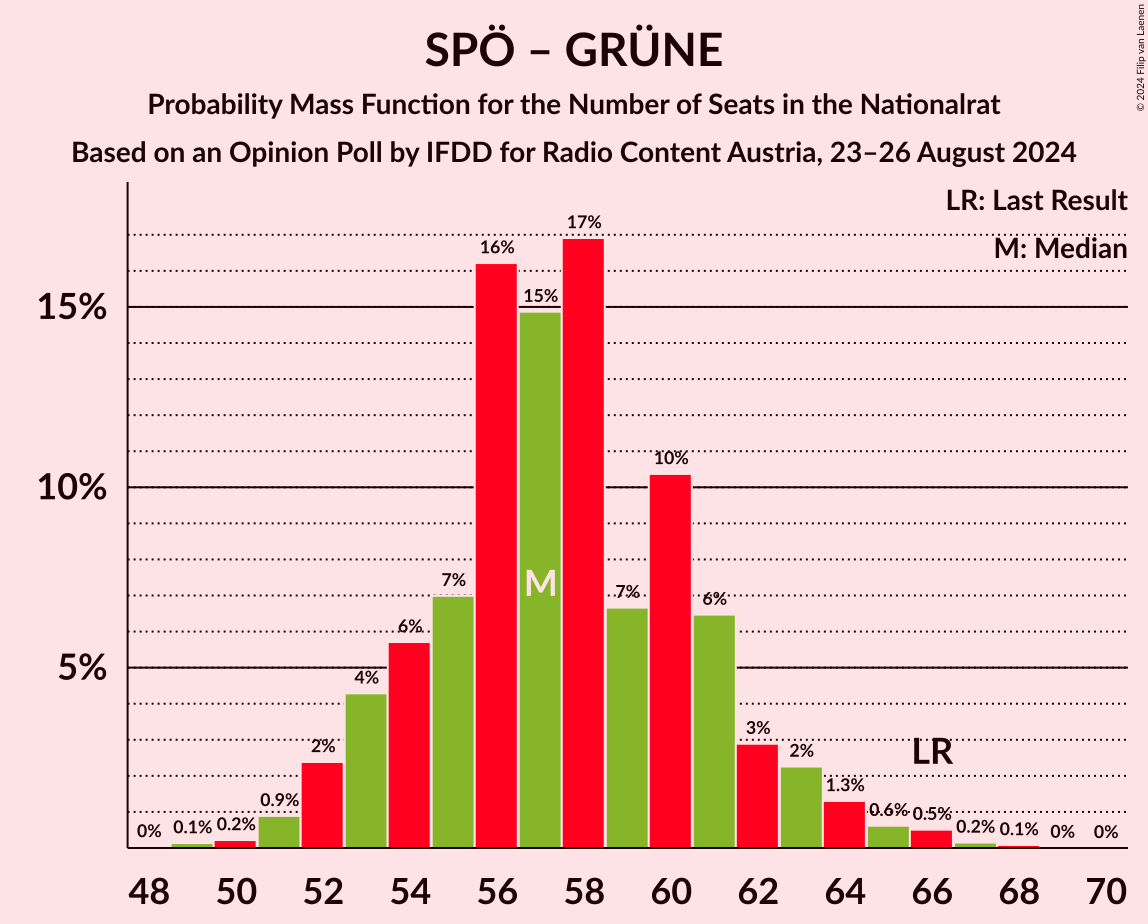 SPÖ – GRÜNE
Probability Mass Function for the Number of Seats in the Nationalrat
Based on an Opinion Poll by IFDD for Radio Content Austria, 23–26 August 2024
© 2024 Filip van Laenen
LR: Last Result
M: Median
15%
10%
5%
0%
0.1%
0.2%
0.9%
2%
4%
6%
7%
16%
15%
17%
7%
10%
6%
3%
2%
1.3%
0.6%
0.5%
0.2%
0.1%
0%
0%
M
LR
48 50 52 54 56 58 60 62 64 66 68 70